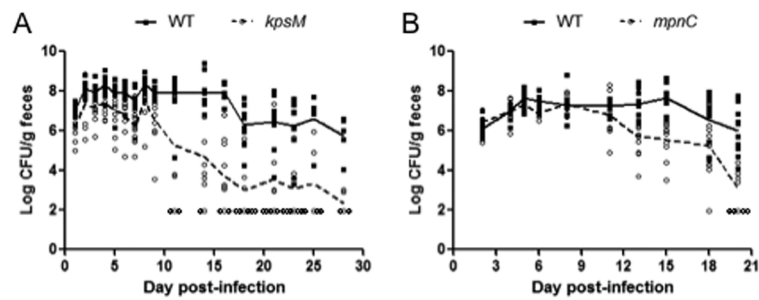 A
WT kpsM
Log CFU/g feces
10
8
6
4
2
0
0 5 10 15 20 25 30
Day post-infection
B
WT mpnC
Log CFU/g feces
10
8
6
4
2
0
0 3 6 9 12 15 18 21
Day post-infection